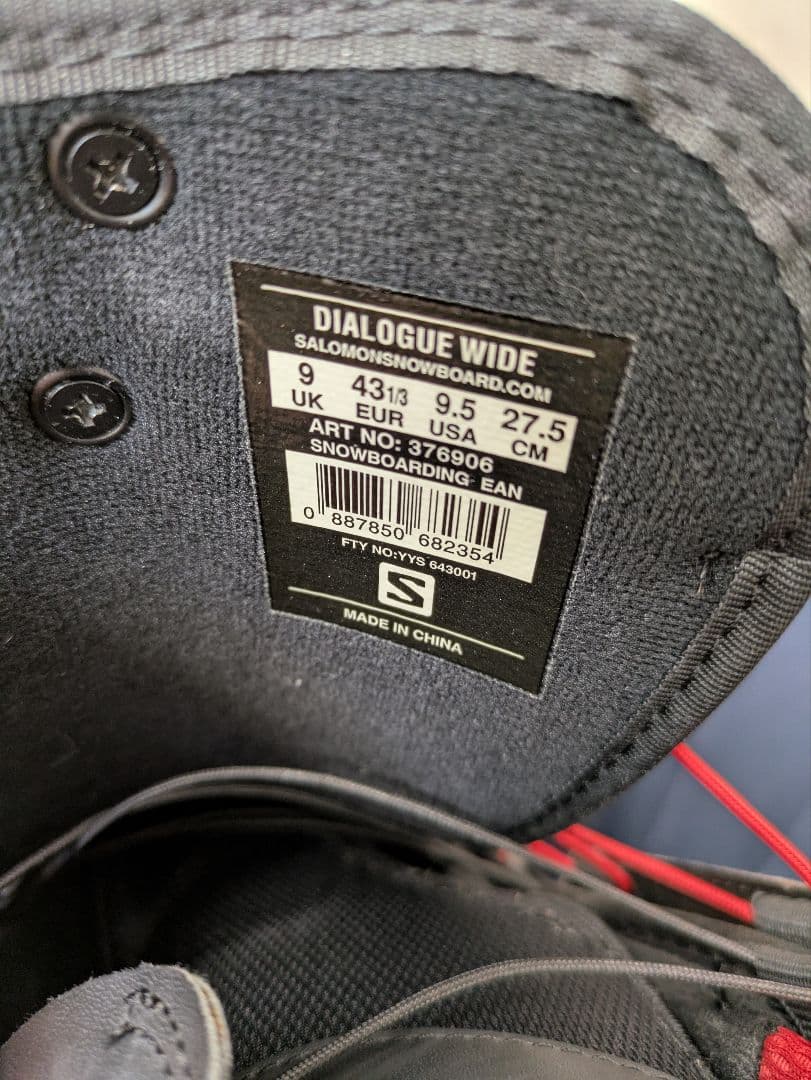 DIALOGUE WIDE
SALOMONSNOWBOARD.COM
9 43 1/3 9.5 27.5
UK EUR USA CM
ART NO: 376906
SNOWBOARDING EAN
0 887850 682354
FTY NO:YYS 643001
S
MADE IN CHINA